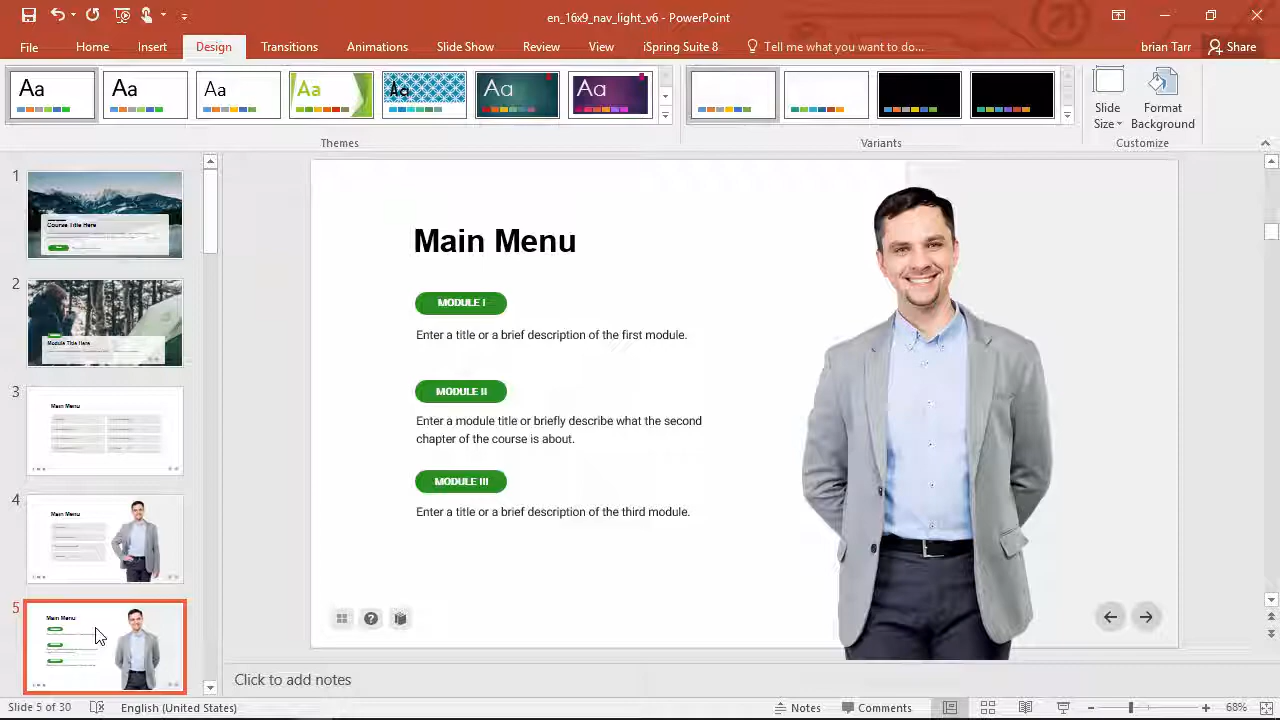 en_16x9_nav_light_v6 - PowerPoint
File Home Insert Design Transitions Animations Slide Show Review View iSpring Suite 8 Tell me what you want to do... brian Tarr Share
Aa Aa Aa Aa Aa Aa Aa
Slide Size
Format Background
Themes Variants Customize
1
Course Title Here
2
Module Title Here
3
Main Menu
4
Main Menu
5
Main Menu
Main Menu
MODULE I
Enter a title or a brief description of the first module.
MODULE II
Enter a module title or briefly describe what the second
chapter of the course is about.
MODULE III
Enter a title or a brief description of the third module.
?
Click to add notes
Slide 5 of 30 English (United States) Notes Comments 68%